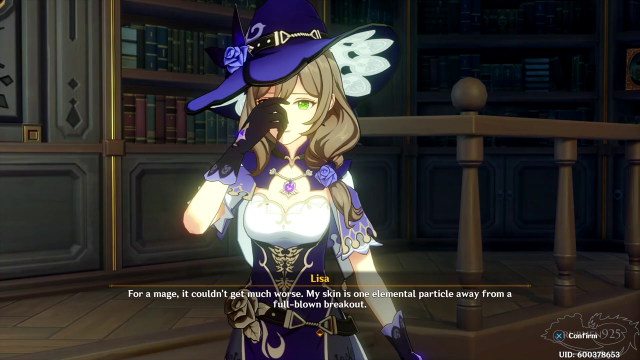 Lisa
For a mage, it couldn't get much worse. My skin is one elemental particle away from a
full-blown breakout.
Confirm
UID: 600378653